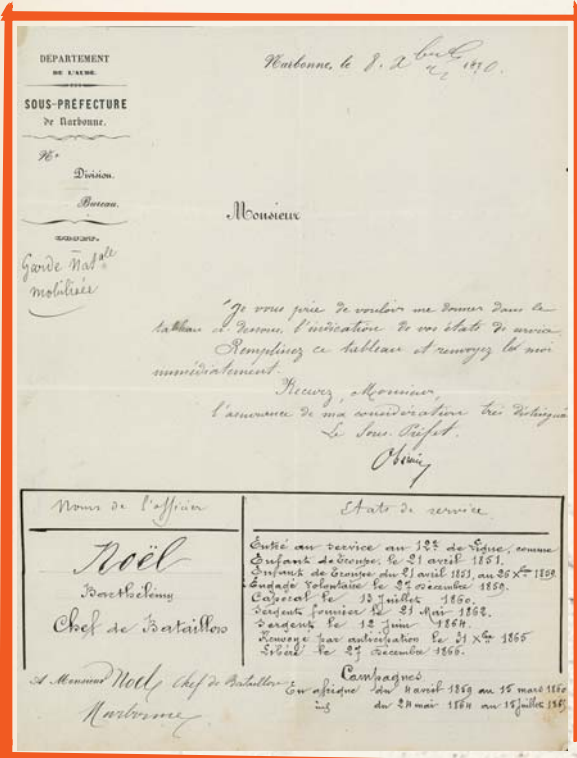 DÉPARTEMENT
DE L'AUDE.
SOUS-PRÉFECTURE
de Narbonne.
N°
Division.
Bureau.
OBJET.
Garde Natale
mobilisée
Narbonne, le 8. Xbre 1870.
Monsieur
Je vous prie de vouloir me donner dans le
tableau ci-dessous, l'indication de vos états de service.
Remplissez ce tableau et renvoyez le moi
immédiatement.
Recevez, Monsieur,
l'assurance de ma considération très distinguée
Le Sous-Préfet.
Noms de l'officier
États de service
Noël
Barthélémy
Chef de Bataillon
Entré au service au 12e de Ligne, comme
Enfant de troupe, le 21 avril 1851.
Enfant de troupe du 21 avril 1851, au 26 Xbre 1859.
Engagé Volontaire le 27 Décembre 1859.
Caporal le 13 Juillet 1860.
Sergent fourrier le 21 Mai 1862.
Sergent le 12 Juin 1864.
Renvoyé par anticipation le 31 Xbre 1865
Libéré le 27 Décembre 1866.
Campagnes
En afrique du 4 avril 1859 au 15 mars 1860
du 24 mai 1864 au 15 juillet 1865
A Monsieur Noël, Chef de Bataillon
Narbonne